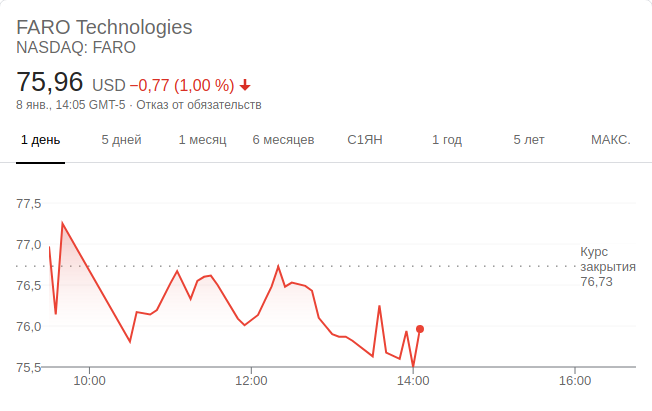 FARO Technologies
NASDAQ: FARO
75,96 USD −0,77 (1,00 %)
8 янв., 14:05 GMT-5 · Отказ от обязательств
1 день 5 дней 1 месяц 6 месяцев С1ЯН 1 год 5 лет МАКС.
77,5
77,0
Курс
закрытия
76,73
76,5
76,0
75,5
10:00 12:00 14:00 16:00